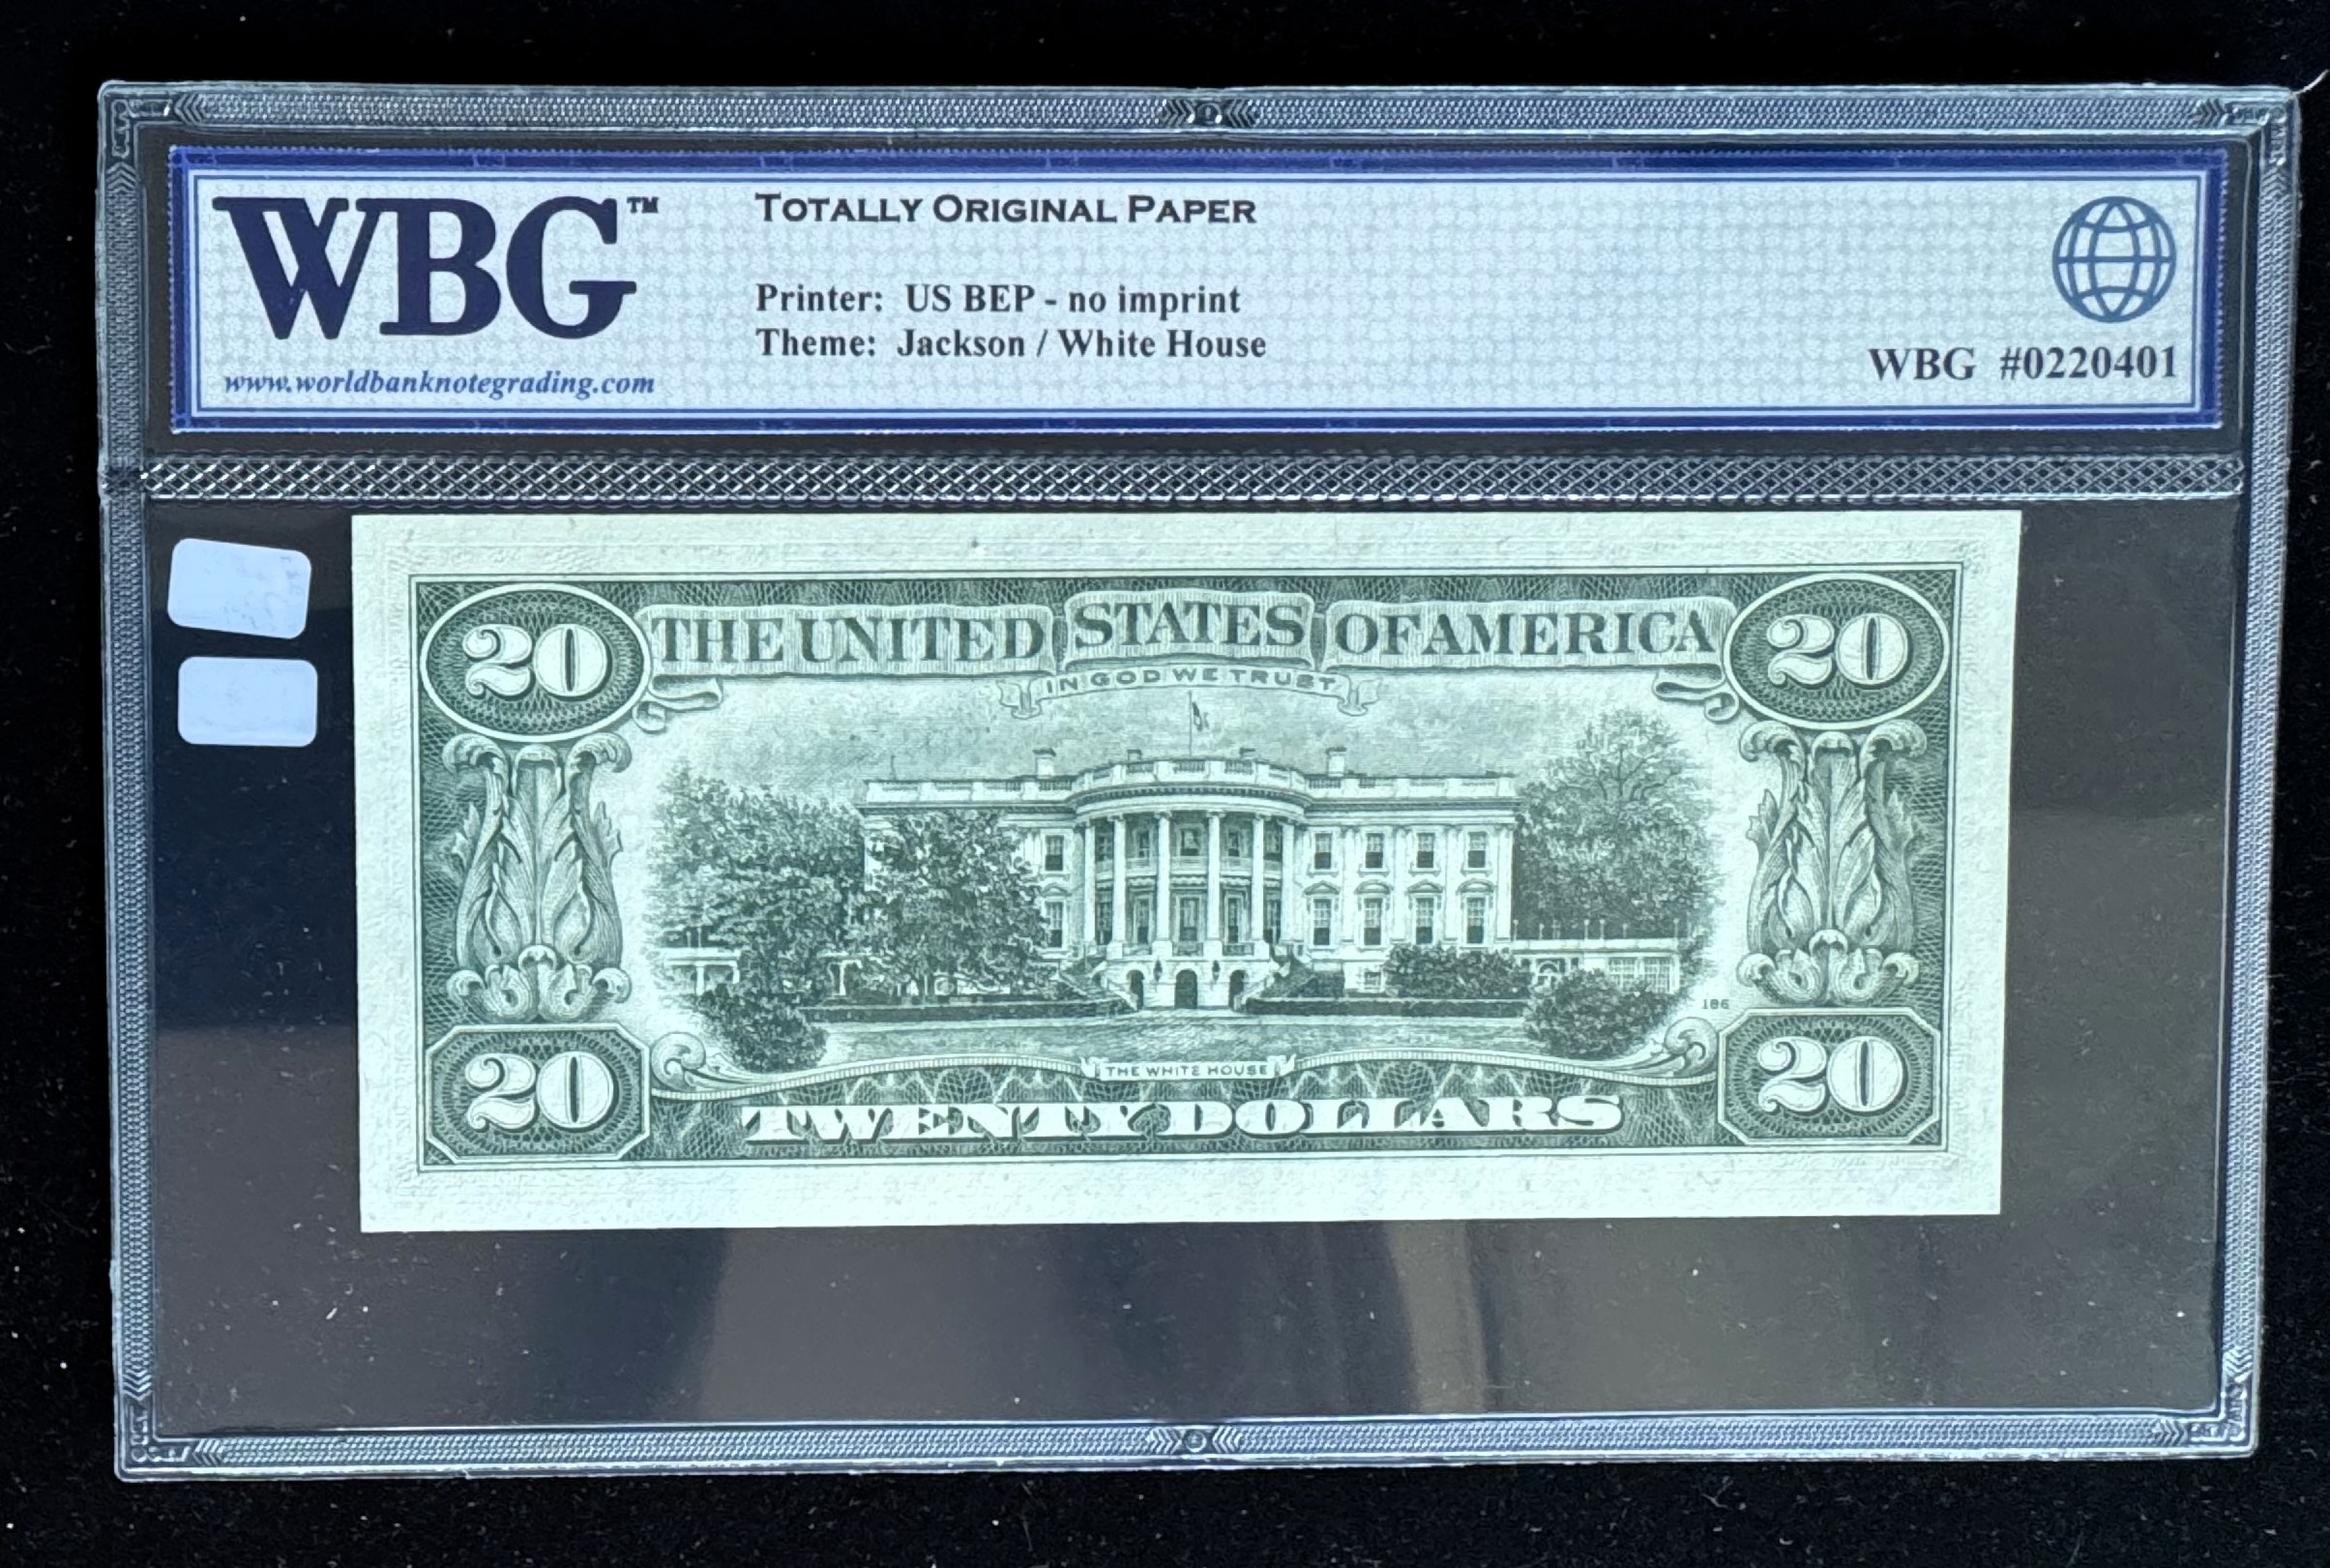 WBG™
TOTALLY ORIGINAL PAPER
Printer: US BEP - no imprint
Theme: Jackson / White House
www.worldbanknotegrading.com
WBG #0220401
20 THE UNITED STATES OF AMERICA 20
IN GOD WE TRUST
186
THE WHITE HOUSE
20 TWENTY DOLLARS 20